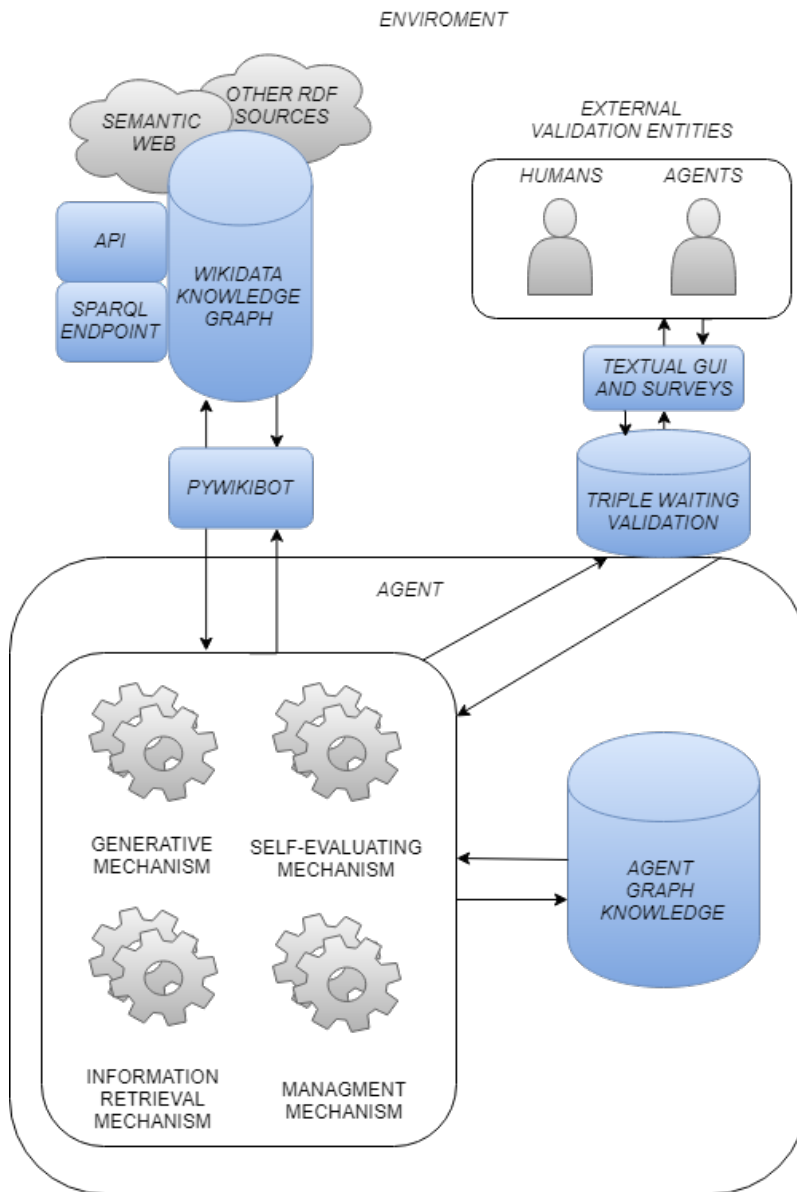 ENVIROMENT
OTHER RDF
SOURCES
SEMANTIC
WEB
API
SPARQL
ENDPOINT
WIKIDATA
KNOWLEDGE
GRAPH
EXTERNAL
VALIDATION ENTITIES
HUMANS
AGENTS
TEXTUAL GUI
AND SURVEYS
PYWIKIBOT
TRIPLE WAITING
VALIDATION
AGENT
GENERATIVE
MECHANISM
SELF-EVALUATING
MECHANISM
AGENT
GRAPH
KNOWLEDGE
INFORMATION
RETRIEVAL
MECHANISM
MANAGMENT
MECHANISM